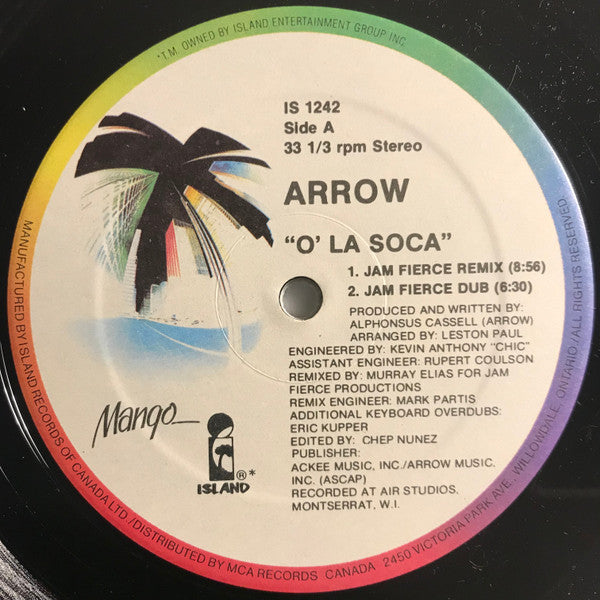 *T.M. OWNED BY ISLAND ENTERTAINMENT GROUP INC.
IS 1242
Side A
33 1/3 rpm Stereo
ARROW
"O' LA SOCA"
1. JAM FIERCE REMIX (8:56)
2. JAM FIERCE DUB (6:30)
PRODUCED AND WRITTEN BY:
ALPHONSUS CASSELL (ARROW)
ARRANGED BY: LESTON PAUL
ENGINEERED BY: KEVIN ANTHONY "CHIC"
ASSISTANT ENGINEER: RUPERT COULSON
REMIXED BY: MURRAY ELIAS FOR JAM
FIERCE PRODUCTIONS
REMIX ENGINEER: MARK PARTIS
ADDITIONAL KEYBOARD OVERDUBS:
ERIC KUPPER
EDITED BY: CHEP NUNEZ
PUBLISHER:
ACKEE MUSIC, INC./ARROW MUSIC,
INC. (ASCAP)
RECORDED AT AIR STUDIOS,
MONTSERRAT, W.I.
Mango
®*
ISLAND
MANUFACTURED BY ISLAND RECORDS OF CANADA LTD./DISTRIBUTED BY MCA RECORDS CANADA 2450 VICTORIA PARK AVE., WILLOWDALE, ONTARIO/ALL RIGHTS RESERVED.